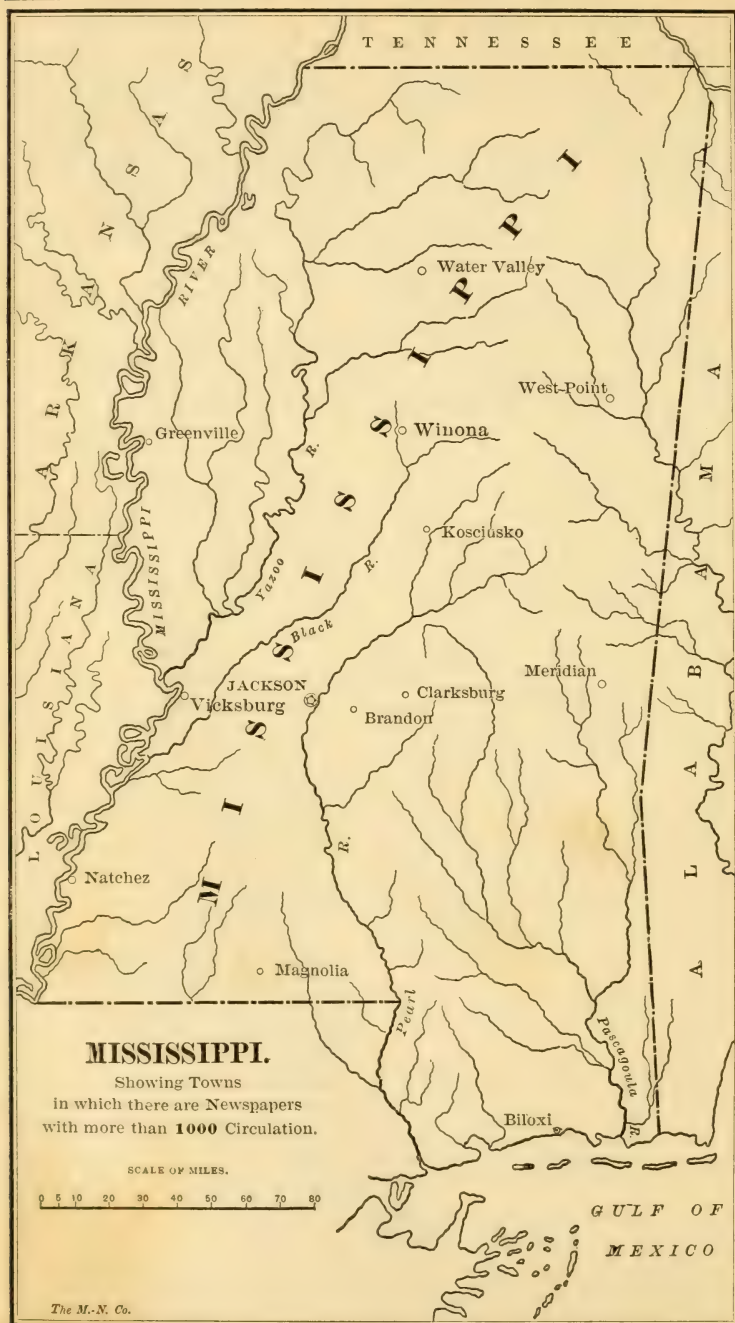 TENNESSEE
ARKANSAS
RIVER
MISSISSIPPI
Water Valley
West-Point
Greenville
Winona
Kosciusko
MISSISSIPPI
Yazoo R.
Black R.
LOUISIANA
ALABAMA
JACKSON
Vicksburg
Clarksburg
Brandon
Meridian
R.
Natchez
Magnolia
Pearl
Pascagoula R.
Biloxi
MISSISSIPPI.
Showing Towns
in which there are Newspapers
with more than 1000 Circulation.
SCALE OF MILES.
0 5 10 20 30 40 50 60 80
GULF OF
MEXICO
The M.-N. Co.